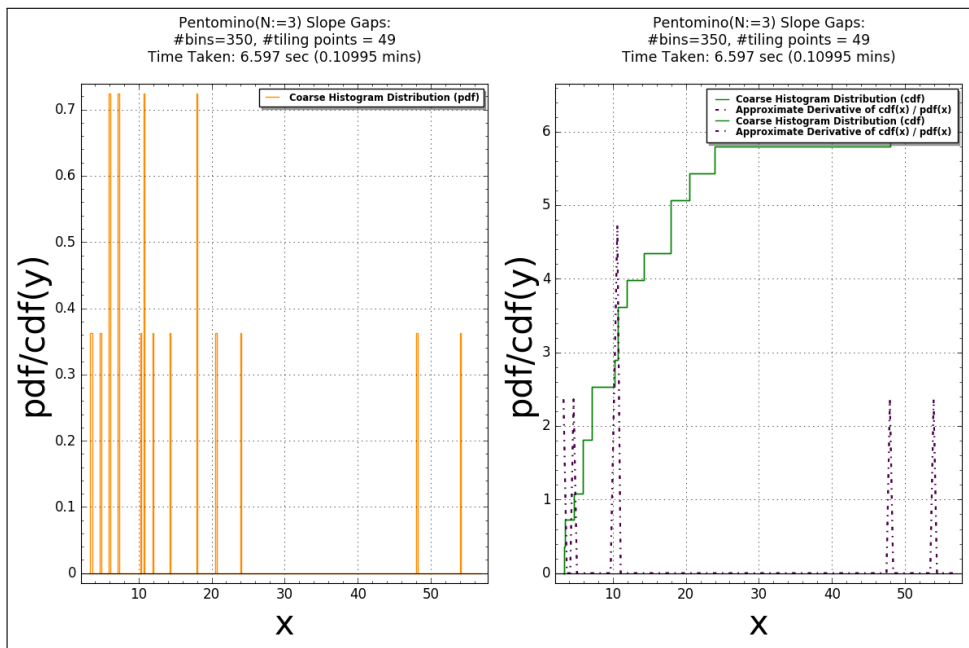 Pentomino(N:=3) Slope Gaps:
#bins=350, #tiling points = 49
Time Taken: 6.597 sec (0.10995 mins)
Coarse Histogram Distribution (pdf)
0.7
0.6
0.5
0.4
0.3
0.2
0.1
0
pdf/cdf(y)
10
20
30
40
50
x
Pentomino(N:=3) Slope Gaps:
#bins=350, #tiling points = 49
Time Taken: 6.597 sec (0.10995 mins)
Coarse Histogram Distribution (cdf)
Approximate Derivative of cdf(x) / pdf(x)
Coarse Histogram Distribution (cdf)
Approximate Derivative of cdf(x) / pdf(x)
6
5
4
3
2
1
0
pdf/cdf(y)
10
20
30
40
50
x